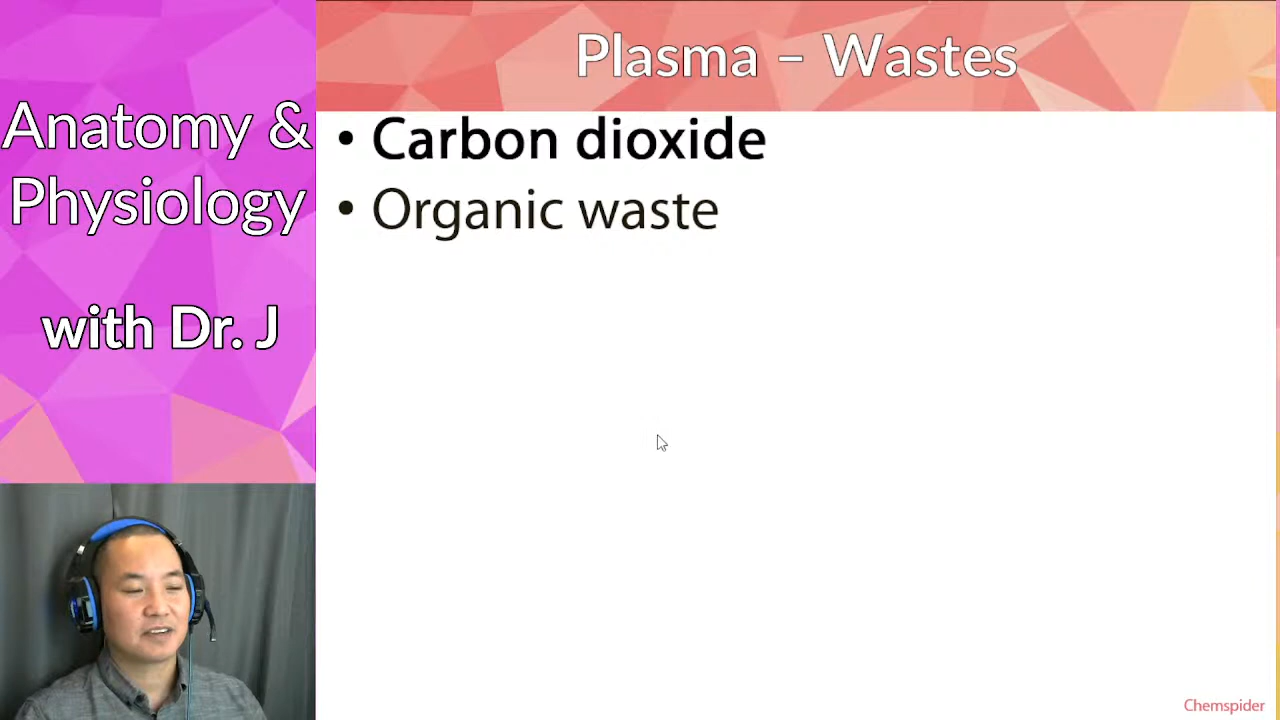 Anatomy &
Physiology
with Dr. J
Plasma – Wastes
• Carbon dioxide
• Organic waste
Chemspider